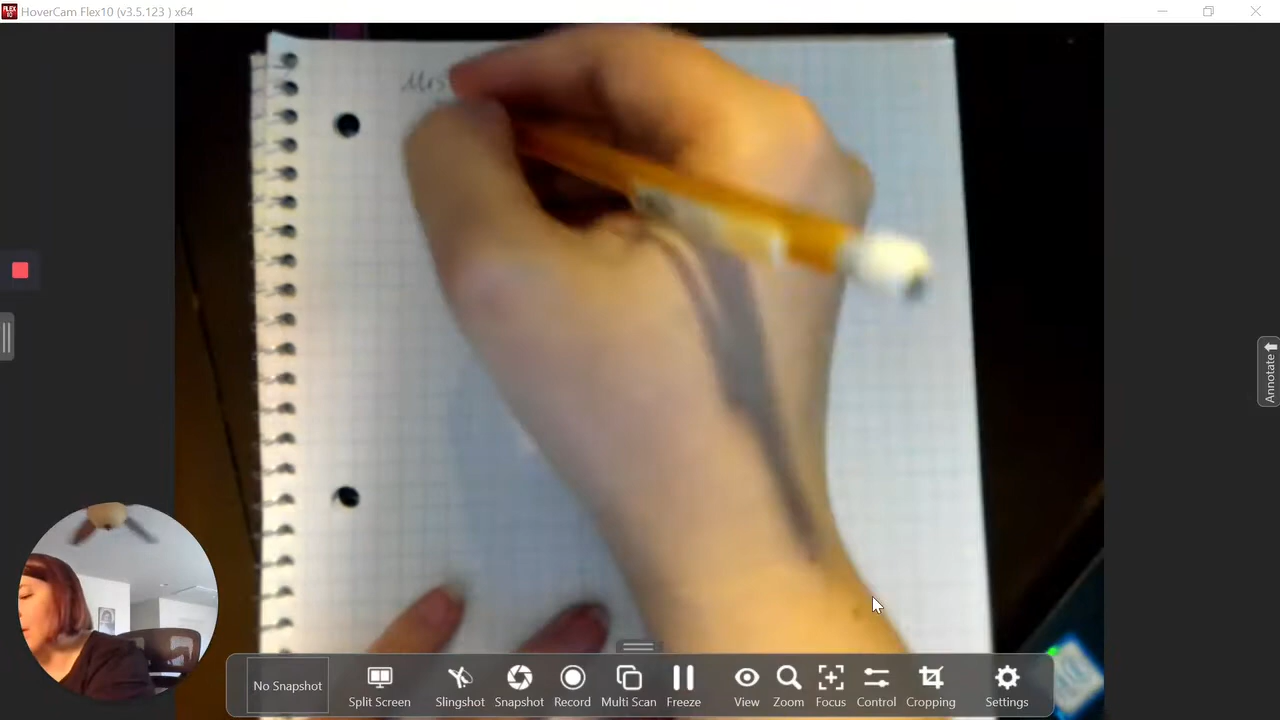 HoverCam Flex10 (v3.5.123 ) x64
Mrs
Annotate
No Snapshot
Split Screen
Slingshot
Snapshot
Record
Multi Scan
Freeze
View
Zoom
Focus
Control
Cropping
Settings